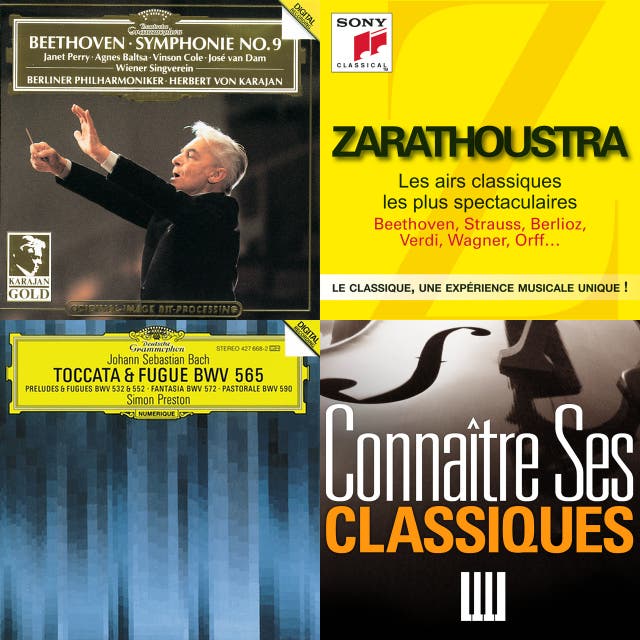 Deutsche
Grammophon
DIGITAL
RECORDING
BEETHOVEN · SYMPHONIE NO. 9
Janet Perry · Agnes Baltsa · Vinson Cole · José van Dam
Wiener Singverein
BERLINER PHILHARMONIKER · HERBERT VON KARAJAN
KARAJAN
GOLD
ORIGINAL-IMAGE BIT-PROCESSING
SONY
CLASSICAL
ZARATHOUSTRA
Les airs classiques
les plus spectaculaires
Beethoven, Strauss, Berlioz,
Verdi, Wagner, Orff...
LE CLASSIQUE, UNE EXPÉRIENCE MUSICALE UNIQUE !
Deutsche
Grammophon
STEREO 427 668-2
DIGITAL
RECORDING
Johann Sebastian Bach
TOCCATA & FUGUE BWV 565
PRELUDES & FUGUES BWV 532 & 552 · FANTASIA BWV 572 · PASTORALE BWV 590
Simon Preston
NUMÉRIQUE
Connaître Ses
CLASSIQUES